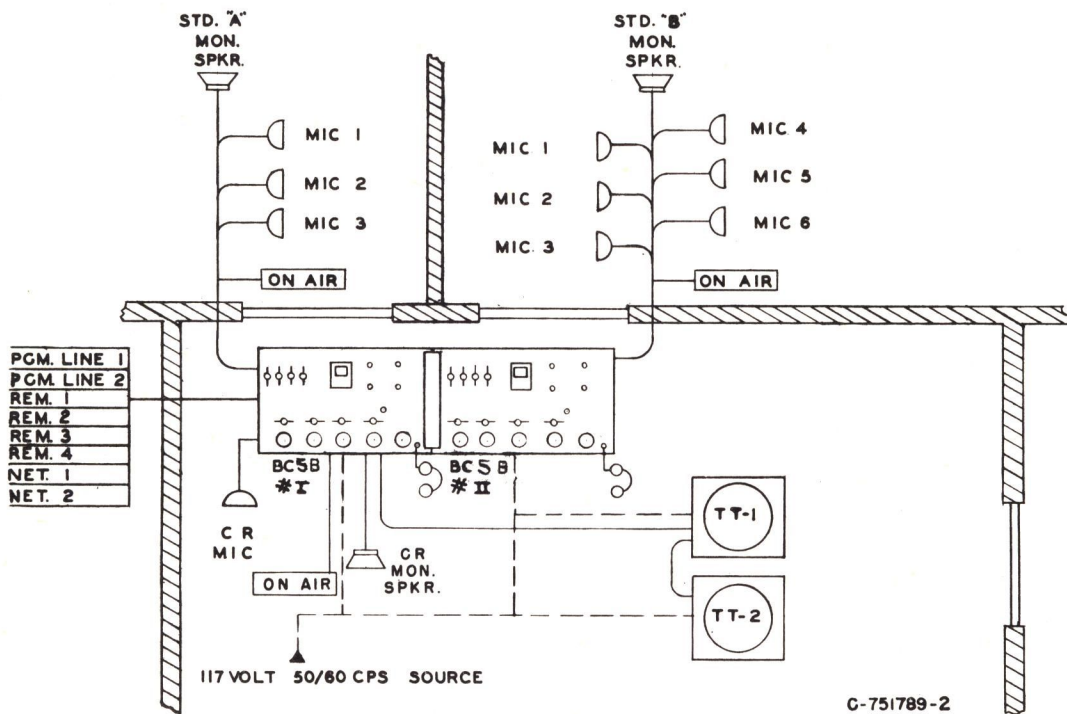 STD. "A"
MON.
SPKR.
STD. "B"
MON.
SPKR.
MIC 1
MIC 2
MIC 3
ON AIR
MIC 1
MIC 2
MIC 3
MIC 4
MIC 5
MIC 6
ON AIR
PGM. LINE 1
PGM. LINE 2
REM. 1
REM. 2
REM. 3
REM. 4
NET. 1
NET. 2
BC5B
#I
BC5B
#II
CR
MIC
ON AIR
CR
MON.
SPKR.
TT-1
TT-2
117 VOLT 50/60 CPS SOURCE
C-751789-2